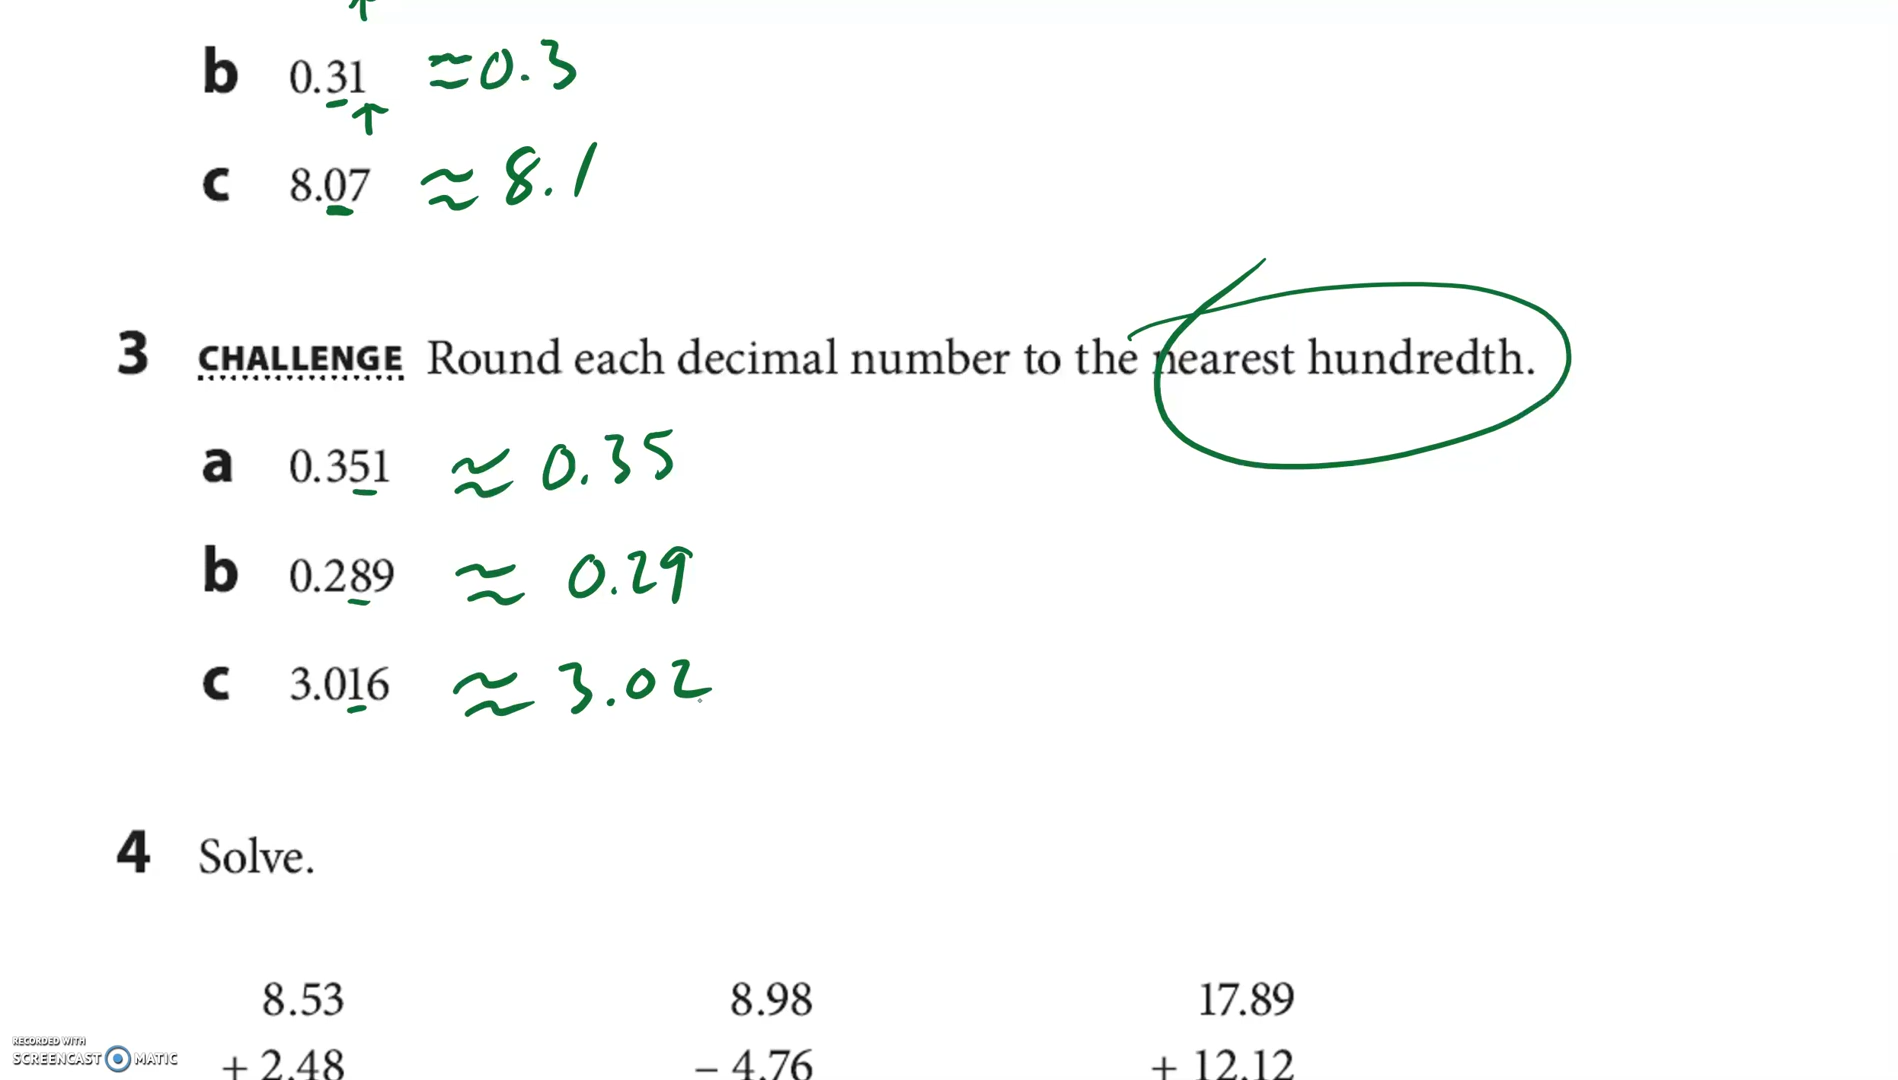 b 0.31 ≈0.3
c 8.07 ≈ 8.1
3 CHALLENGE Round each decimal number to the nearest hundredth.
a 0.351 ≈ 0.35
b 0.289 ≈ 0.29
c 3.016 ≈ 3.02
4 Solve.
8.53 8.98 17.89
+ 2.48 – 4.76 + 12.12
RECORDED WITH
SCREENCAST MATIC